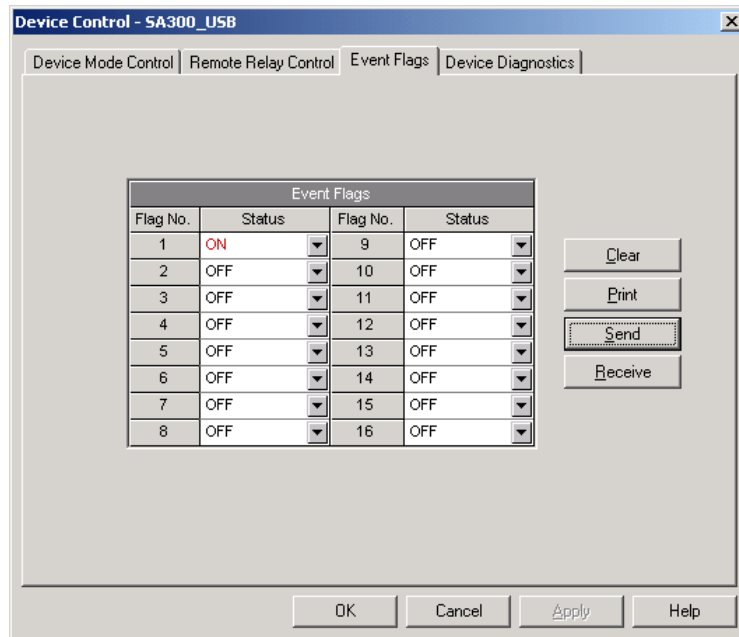 Device Control - SA300_USB
Device Mode Control Remote Relay Control Event Flags Device Diagnostics
Event Flags
Flag No. Status Flag No. Status
1 ON 9 OFF
2 OFF 10 OFF
3 OFF 11 OFF
4 OFF 12 OFF
5 OFF 13 OFF
6 OFF 14 OFF
7 OFF 15 OFF
8 OFF 16 OFF
Clear
Print
Send
Receive
OK Cancel Apply Help